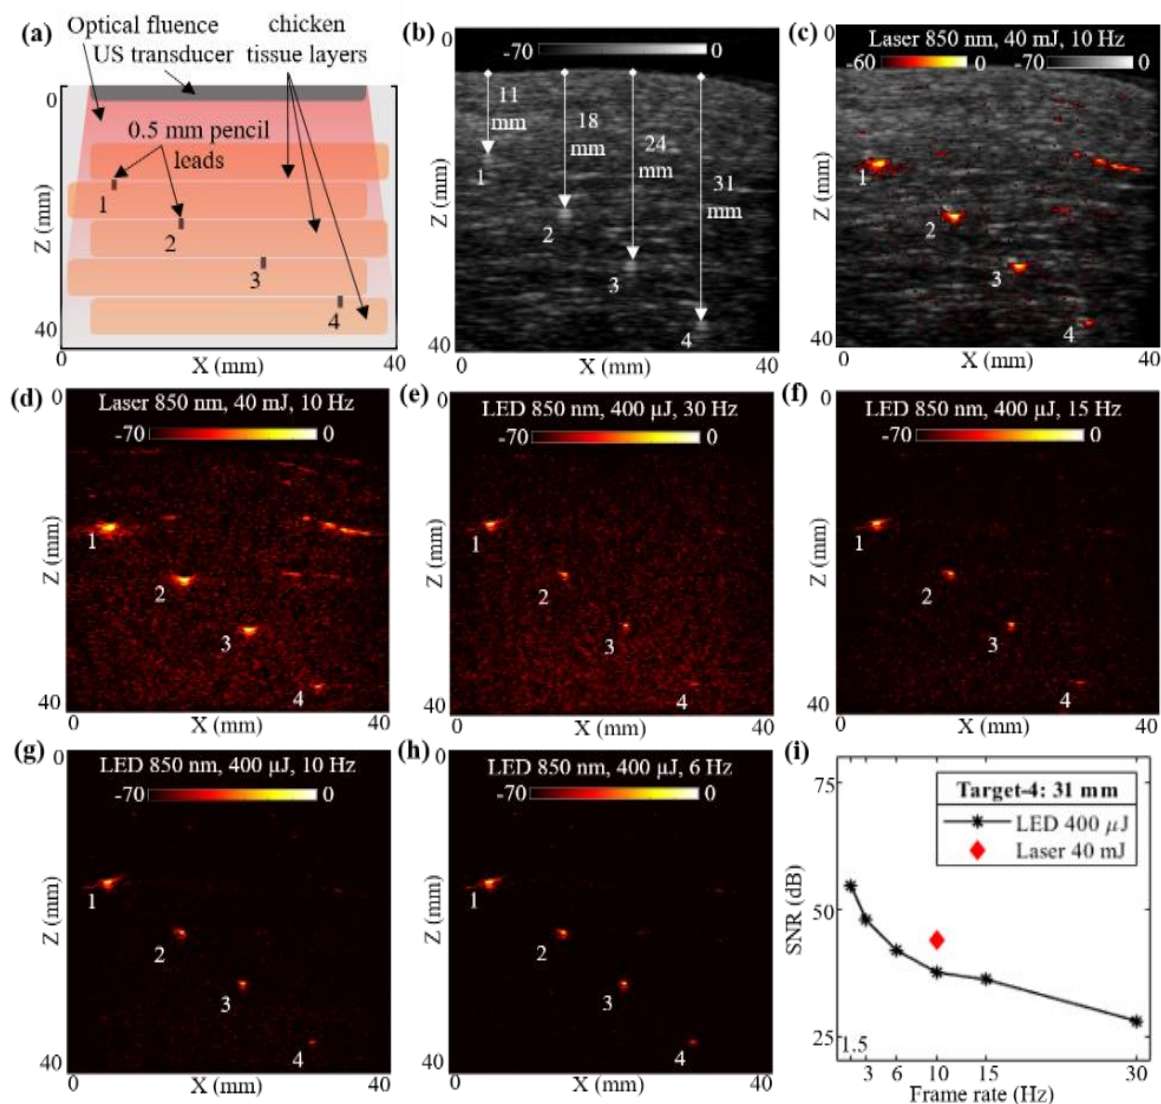 (a)
Optical fluence
US transducer
chicken
tissue layers
0
0.5 mm pencil
leads
1
2
3
4
Z (mm)
40
0
X (mm)
40
(b)
0
-70
0
11
mm
18
mm
24
mm
31
mm
1
2
3
4
Z (mm)
40
0
X (mm)
40
(c)
0
Laser 850 nm, 40 mJ, 10 Hz
-60
0
-70
0
1
2
3
4
Z (mm)
40
0
X (mm)
40
(d)
0
Laser 850 nm, 40 mJ, 10 Hz
-70
0
1
2
3
4
Z (mm)
40
0
X (mm)
40
(e)
0
LED 850 nm, 400 µJ, 30 Hz
-70
0
1
2
3
4
Z (mm)
40
0
X (mm)
40
(f)
0
LED 850 nm, 400 µJ, 15 Hz
-70
0
1
2
3
4
Z (mm)
40
0
X (mm)
40
(g)
0
LED 850 nm, 400 µJ, 10 Hz
-70
0
1
2
3
4
Z (mm)
40
0
X (mm)
40
(h)
0
LED 850 nm, 400 µJ, 6 Hz
-70
0
1
2
3
4
Z (mm)
40
0
X (mm)
40
(i)
75
50
25
SNR (dB)
Target-4: 31 mm
LED 400 µJ
Laser 40 mJ
1.5
3
6
10
15
30
Frame rate (Hz)